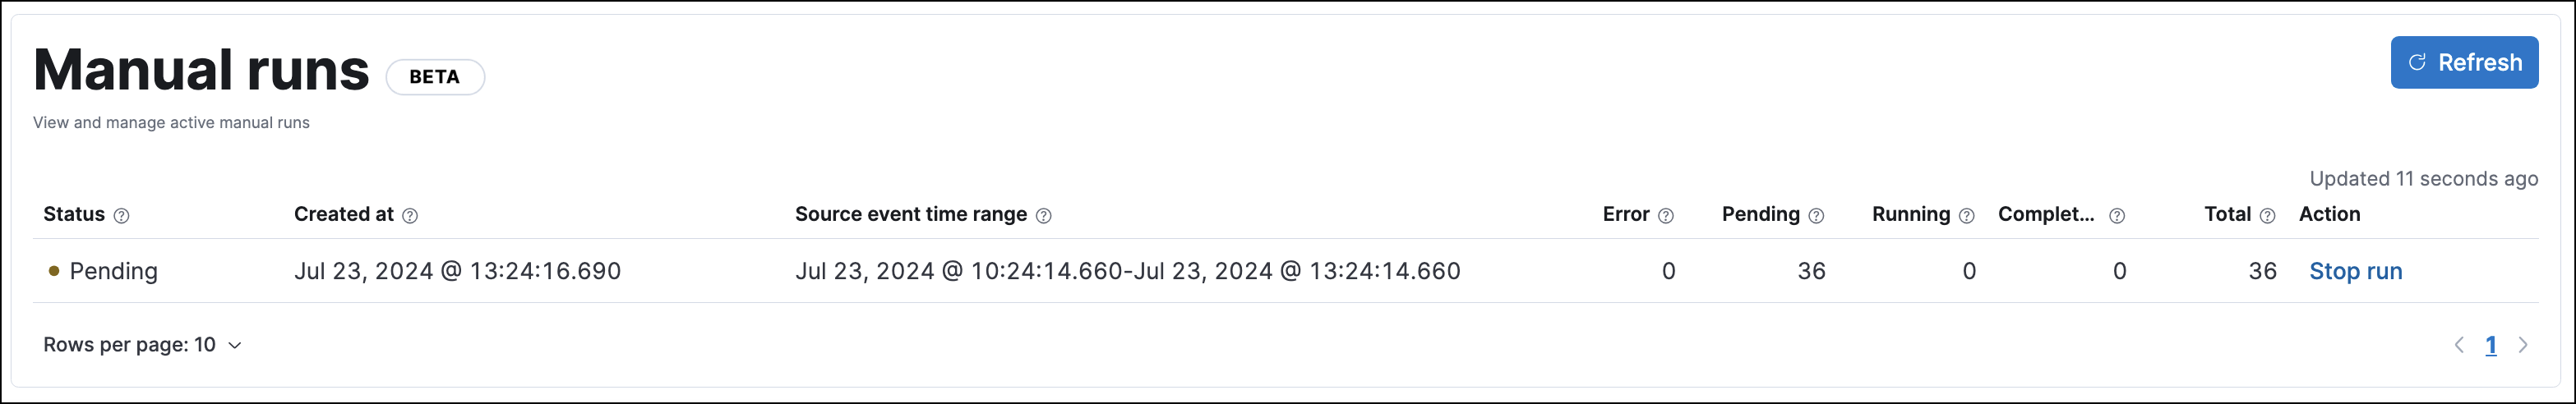 Manual runs BETA
Refresh
View and manage active manual runs
Updated 11 seconds ago
Status Created at Source event time range Error Pending Running Complet... Total Action
Pending Jul 23, 2024 @ 13:24:16.690 Jul 23, 2024 @ 10:24:14.660-Jul 23, 2024 @ 13:24:14.660 0 36 0 0 36 Stop run
Rows per page: 10 1